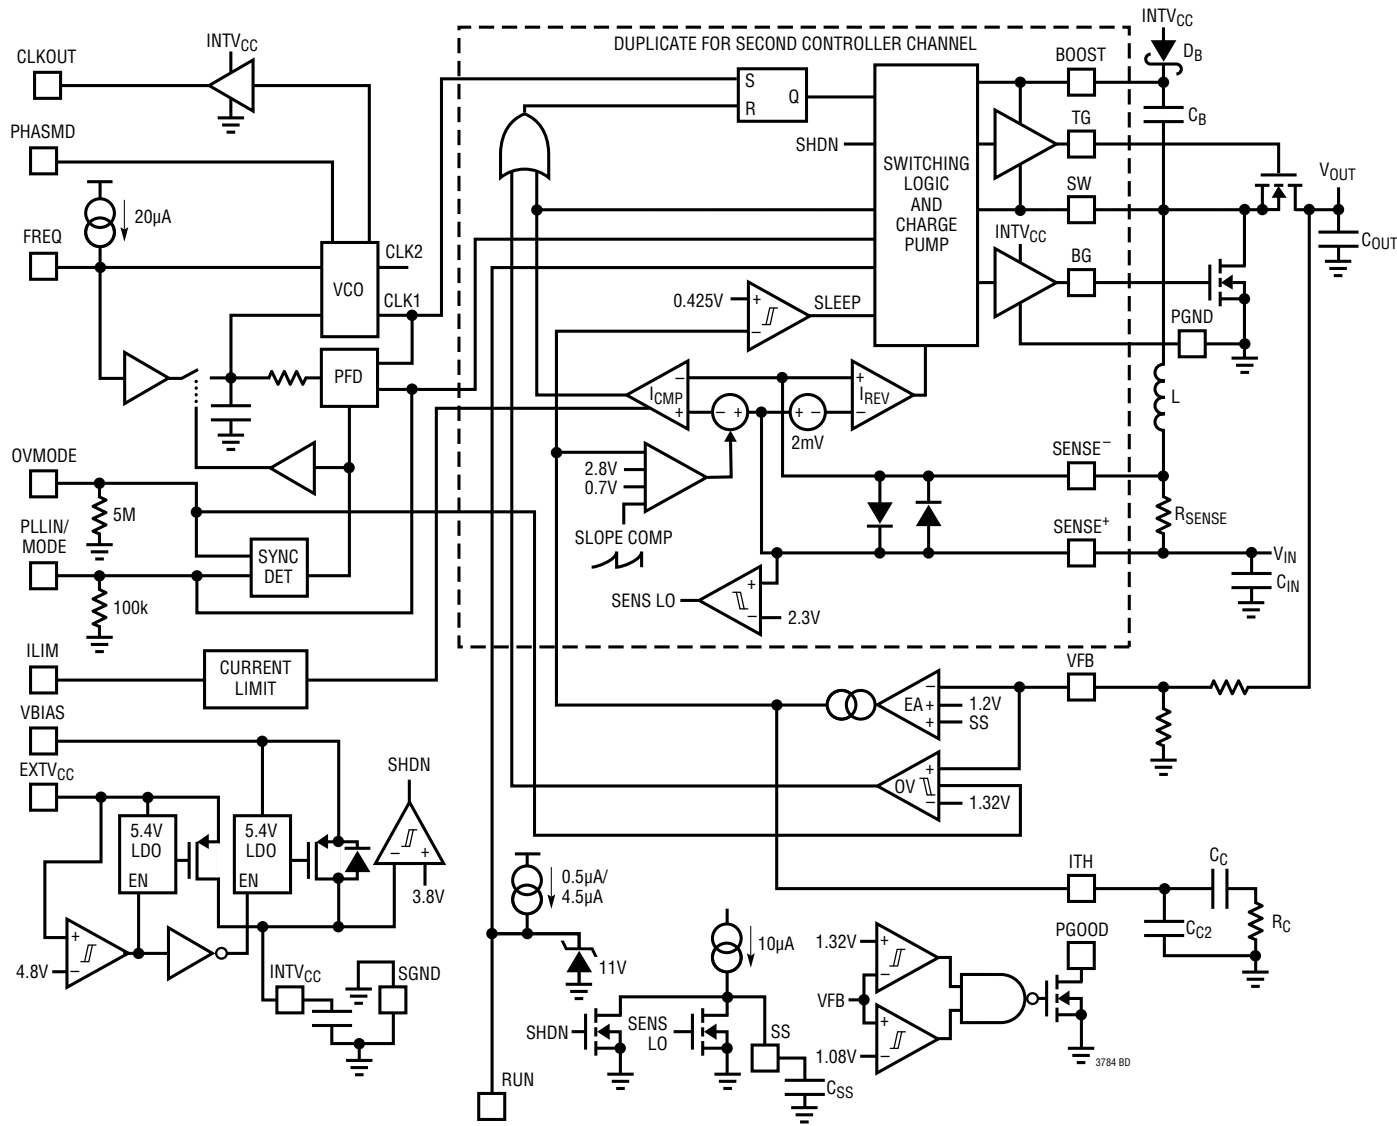 INTVCC
DUPLICATE FOR SECOND CONTROLLER CHANNEL
INTVCC
CLKOUT
BOOST
DB
S
R
Q
CB
PHASMD
TG
SHDN
SWITCHING
LOGIC
AND
CHARGE
PUMP
VOUT
20µA
SW
FREQ
COUT
INTVCC
CLK2
BG
VCO
CLK1
0.425V
+
–
SLEEP
PGND
PFD
–
ICMP
+
– +
+ –
2mV
+
IREV
–
L
OVMODE
SENSE–
2.8V
0.7V
5M
RSENSE
PLLIN/
MODE
SLOPE COMP
SENSE+
SYNC
DET
VIN
CIN
100k
SENS LO
+
–
2.3V
ILIM
CURRENT
LIMIT
VFB
–
EA +
+
1.2V
SS
VBIAS
EXTVCC
SHDN
+
OV
–
1.32V
5.4V
LDO
EN
5.4V
LDO
EN
–
+
3.8V
ITH
CC
0.5µA/
4.5µA
RC
CC2
+
–
4.8V
10µA
1.32V
+
–
PGOOD
11V
INTVCC
SGND
VFB
SHDN
SENS
LO
SS
+
–
1.08V
3784 BD
RUN
CSS